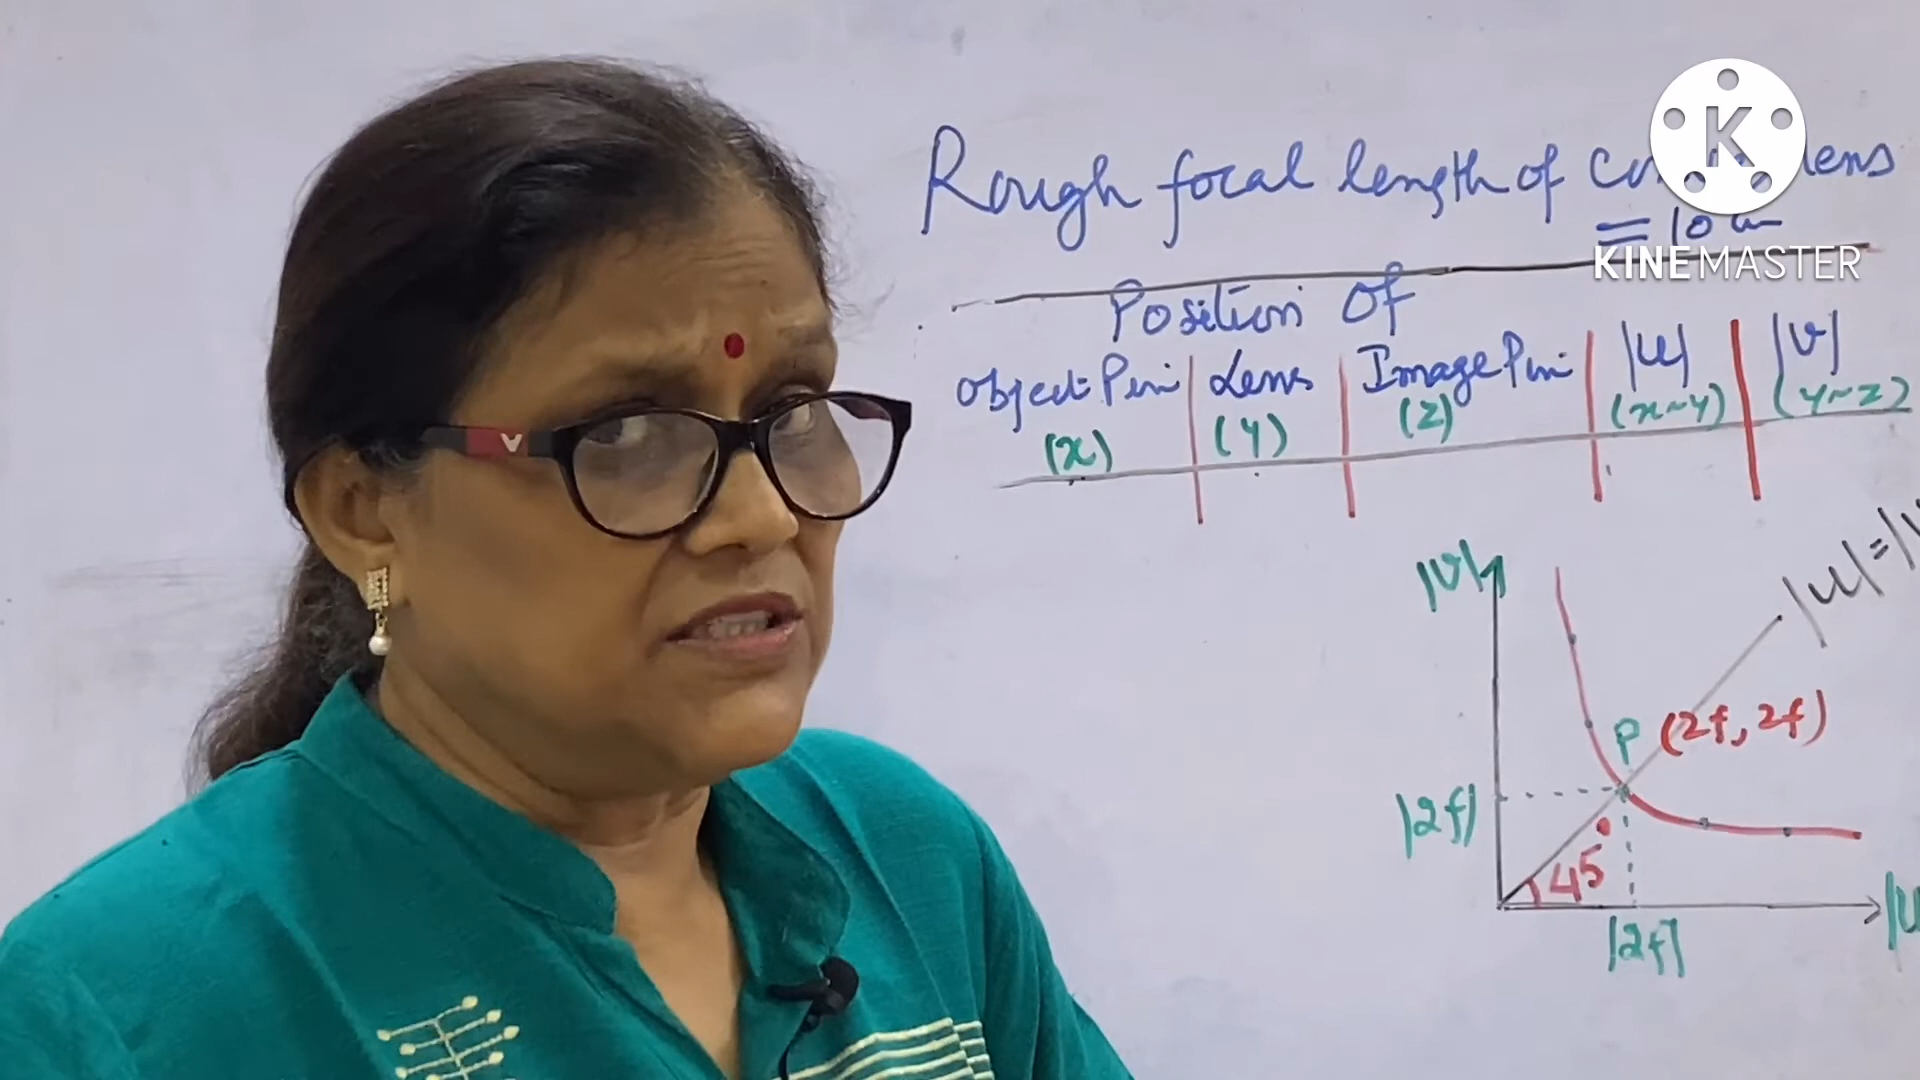 Rough focal length of lens
= 10 cm
K
KINEMASTER
Position Of
Object Pin Lens Image Pin |u| |v|
(x) (y) (z) (x~y) (y~z)
|v|
|u| =
P (2f, 2f)
|2f|
45
|2f|